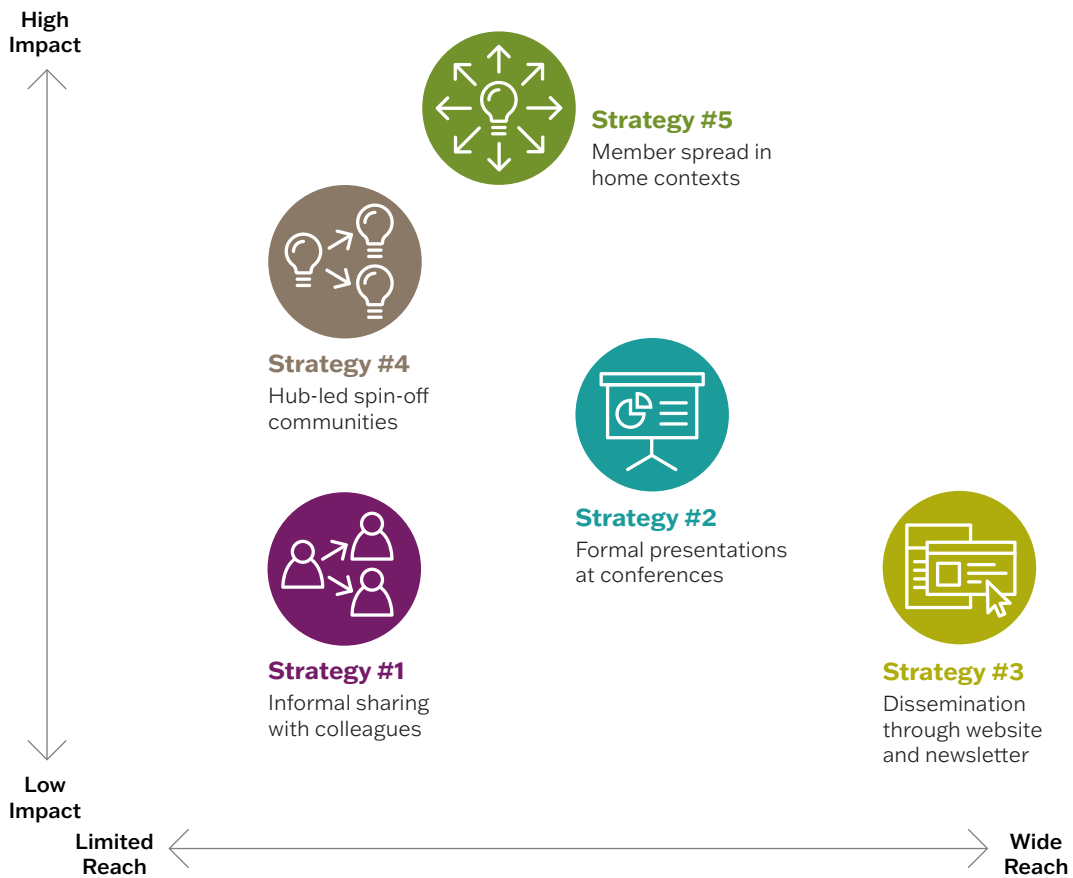 High
Impact
Strategy #5
Member spread in
home contexts
Strategy #4
Hub-led spin-off
communities
Strategy #2
Formal presentations
at conferences
Strategy #1
Informal sharing
with colleagues
Strategy #3
Dissemination
through website
and newsletter
Low
Impact
Limited
Reach
Wide
Reach